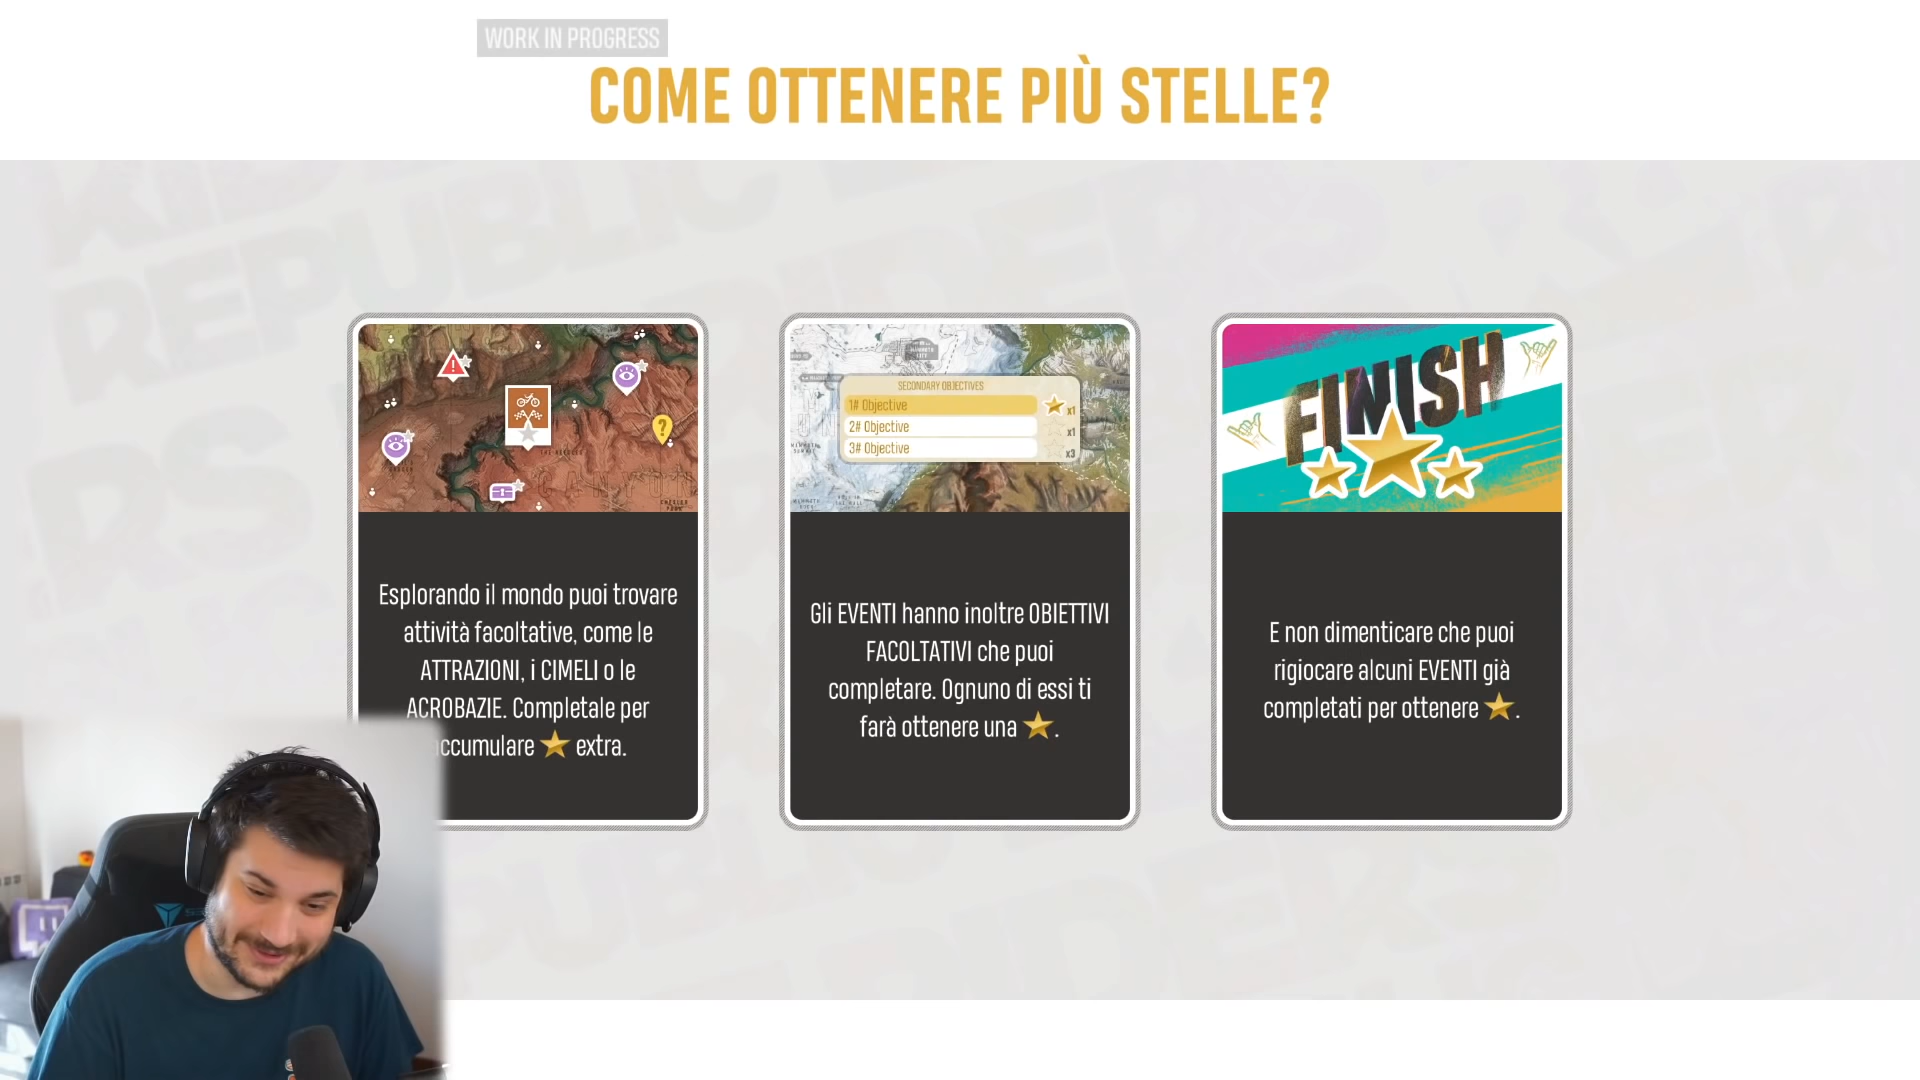 WORK IN PROGRESS
COME OTTENERE PIÙ STELLE?
SECONDARY OBJECTIVES
1# Objective
x1
2# Objective
x1
3# Objective
x3
FINISH
Esplorando il mondo puoi trovare
attività facoltative, come le
ATTRAZIONI, i CIMELI o le
ACROBAZIE. Completale per
extra.
Gli EVENTI hanno inoltre OBIETTIVI
FACOLTATIVI che puoi
completare. Ognuno di essi ti
farà ottenere una ★.
E non dimenticare che puoi
rigiocare alcuni EVENTI già
completati per ottenere ★.
REPUBLIC
RIDERS